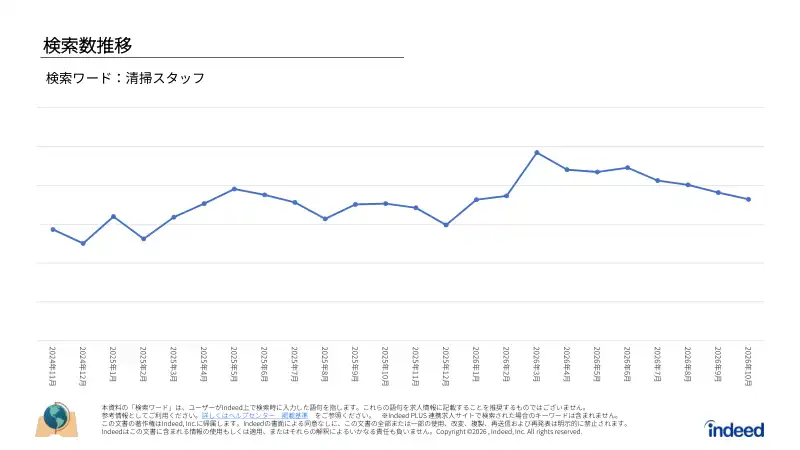 検索数推移
検索ワード：清掃スタッフ
2024年11月
2024年12月
2025年1月
2025年2月
2025年3月
2025年4月
2025年5月
2025年6月
2025年7月
2025年8月
2025年9月
2025年10月
2025年11月
2025年12月
2026年1月
2026年2月
2026年3月
2026年4月
2026年5月
2026年6月
2026年7月
2026年8月
2026年9月
2026年10月
本資料の「検索ワード」は、ユーザーがIndeed上で検索時に入力した語句を指します。これらの語句を求人情報に記載することを推奨するものではございません。
参考情報としてご利用ください。詳しくはヘルプセンター 掲載基準 をご参照ください。 ※Indeed PLUS 連携求人サイトで検索された場合のキーワードは含まれません。
この文書の著作権はIndeed, Inc.に帰属します。Indeedの書面による同意なしに、この文書の全部または一部の使用、改変、複製、再送信および再発表は明示的に禁止されます。
Indeedはこの文書に含まれる情報の使用もしくは適用、またはそれらの解釈によるいかなる責任も負いません。Copyright ©2026 , Indeed, Inc. All rights reserved.
indeed